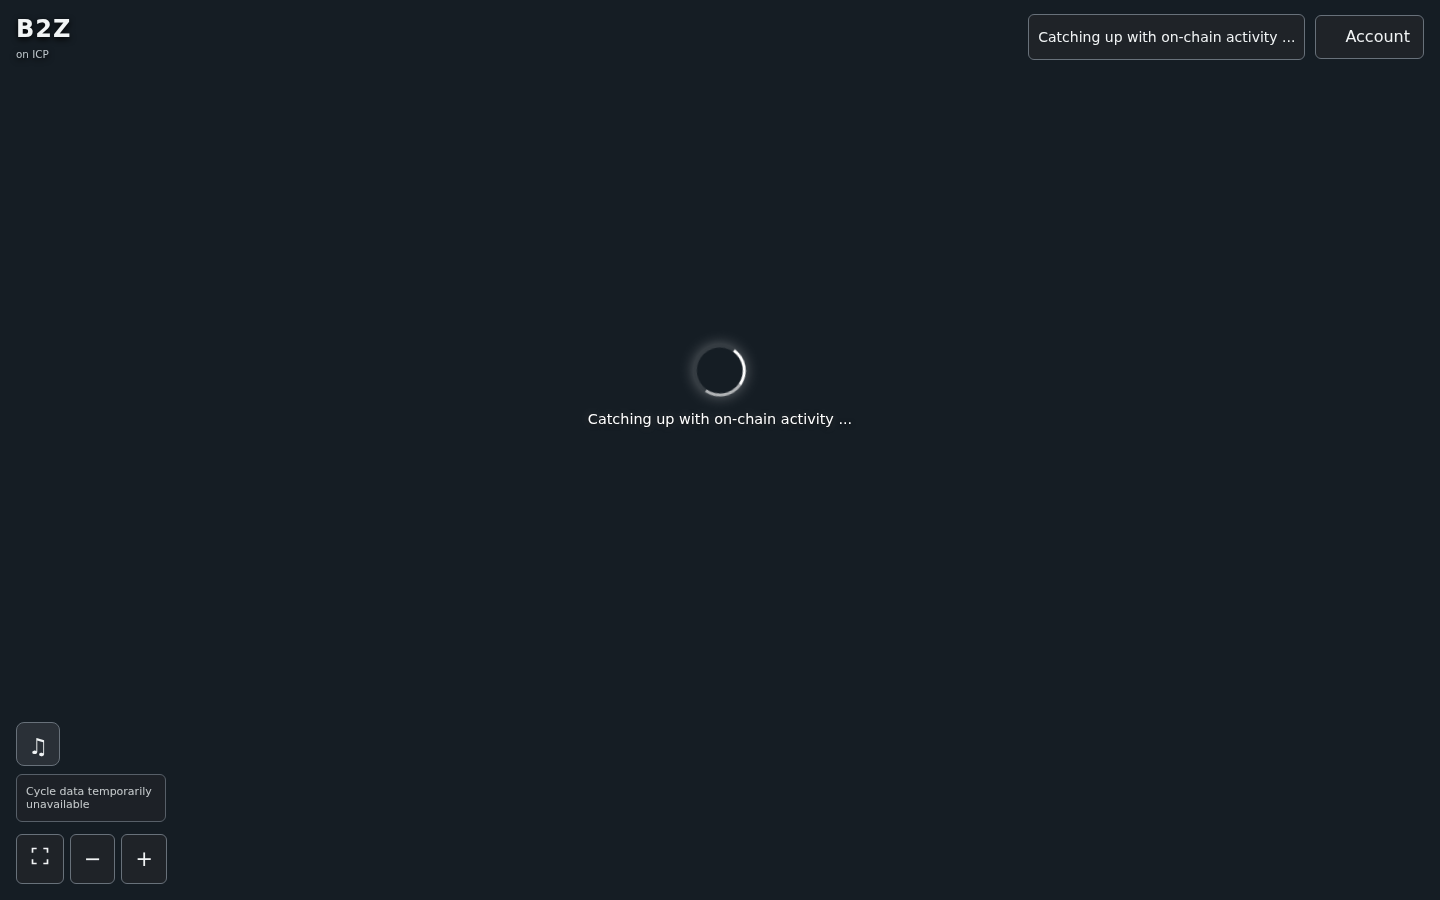 B2Z
on ICP
Catching up with on-chain activity ...
Account
Catching up with on-chain activity ...
Cycle data temporarily
unavailable